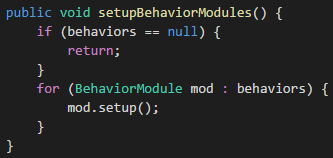 public void setupBehaviorModules() {
    if (behaviors == null) {
        return;
    }
    for (BehaviorModule mod : behaviors) {
        mod.setup();
    }
}